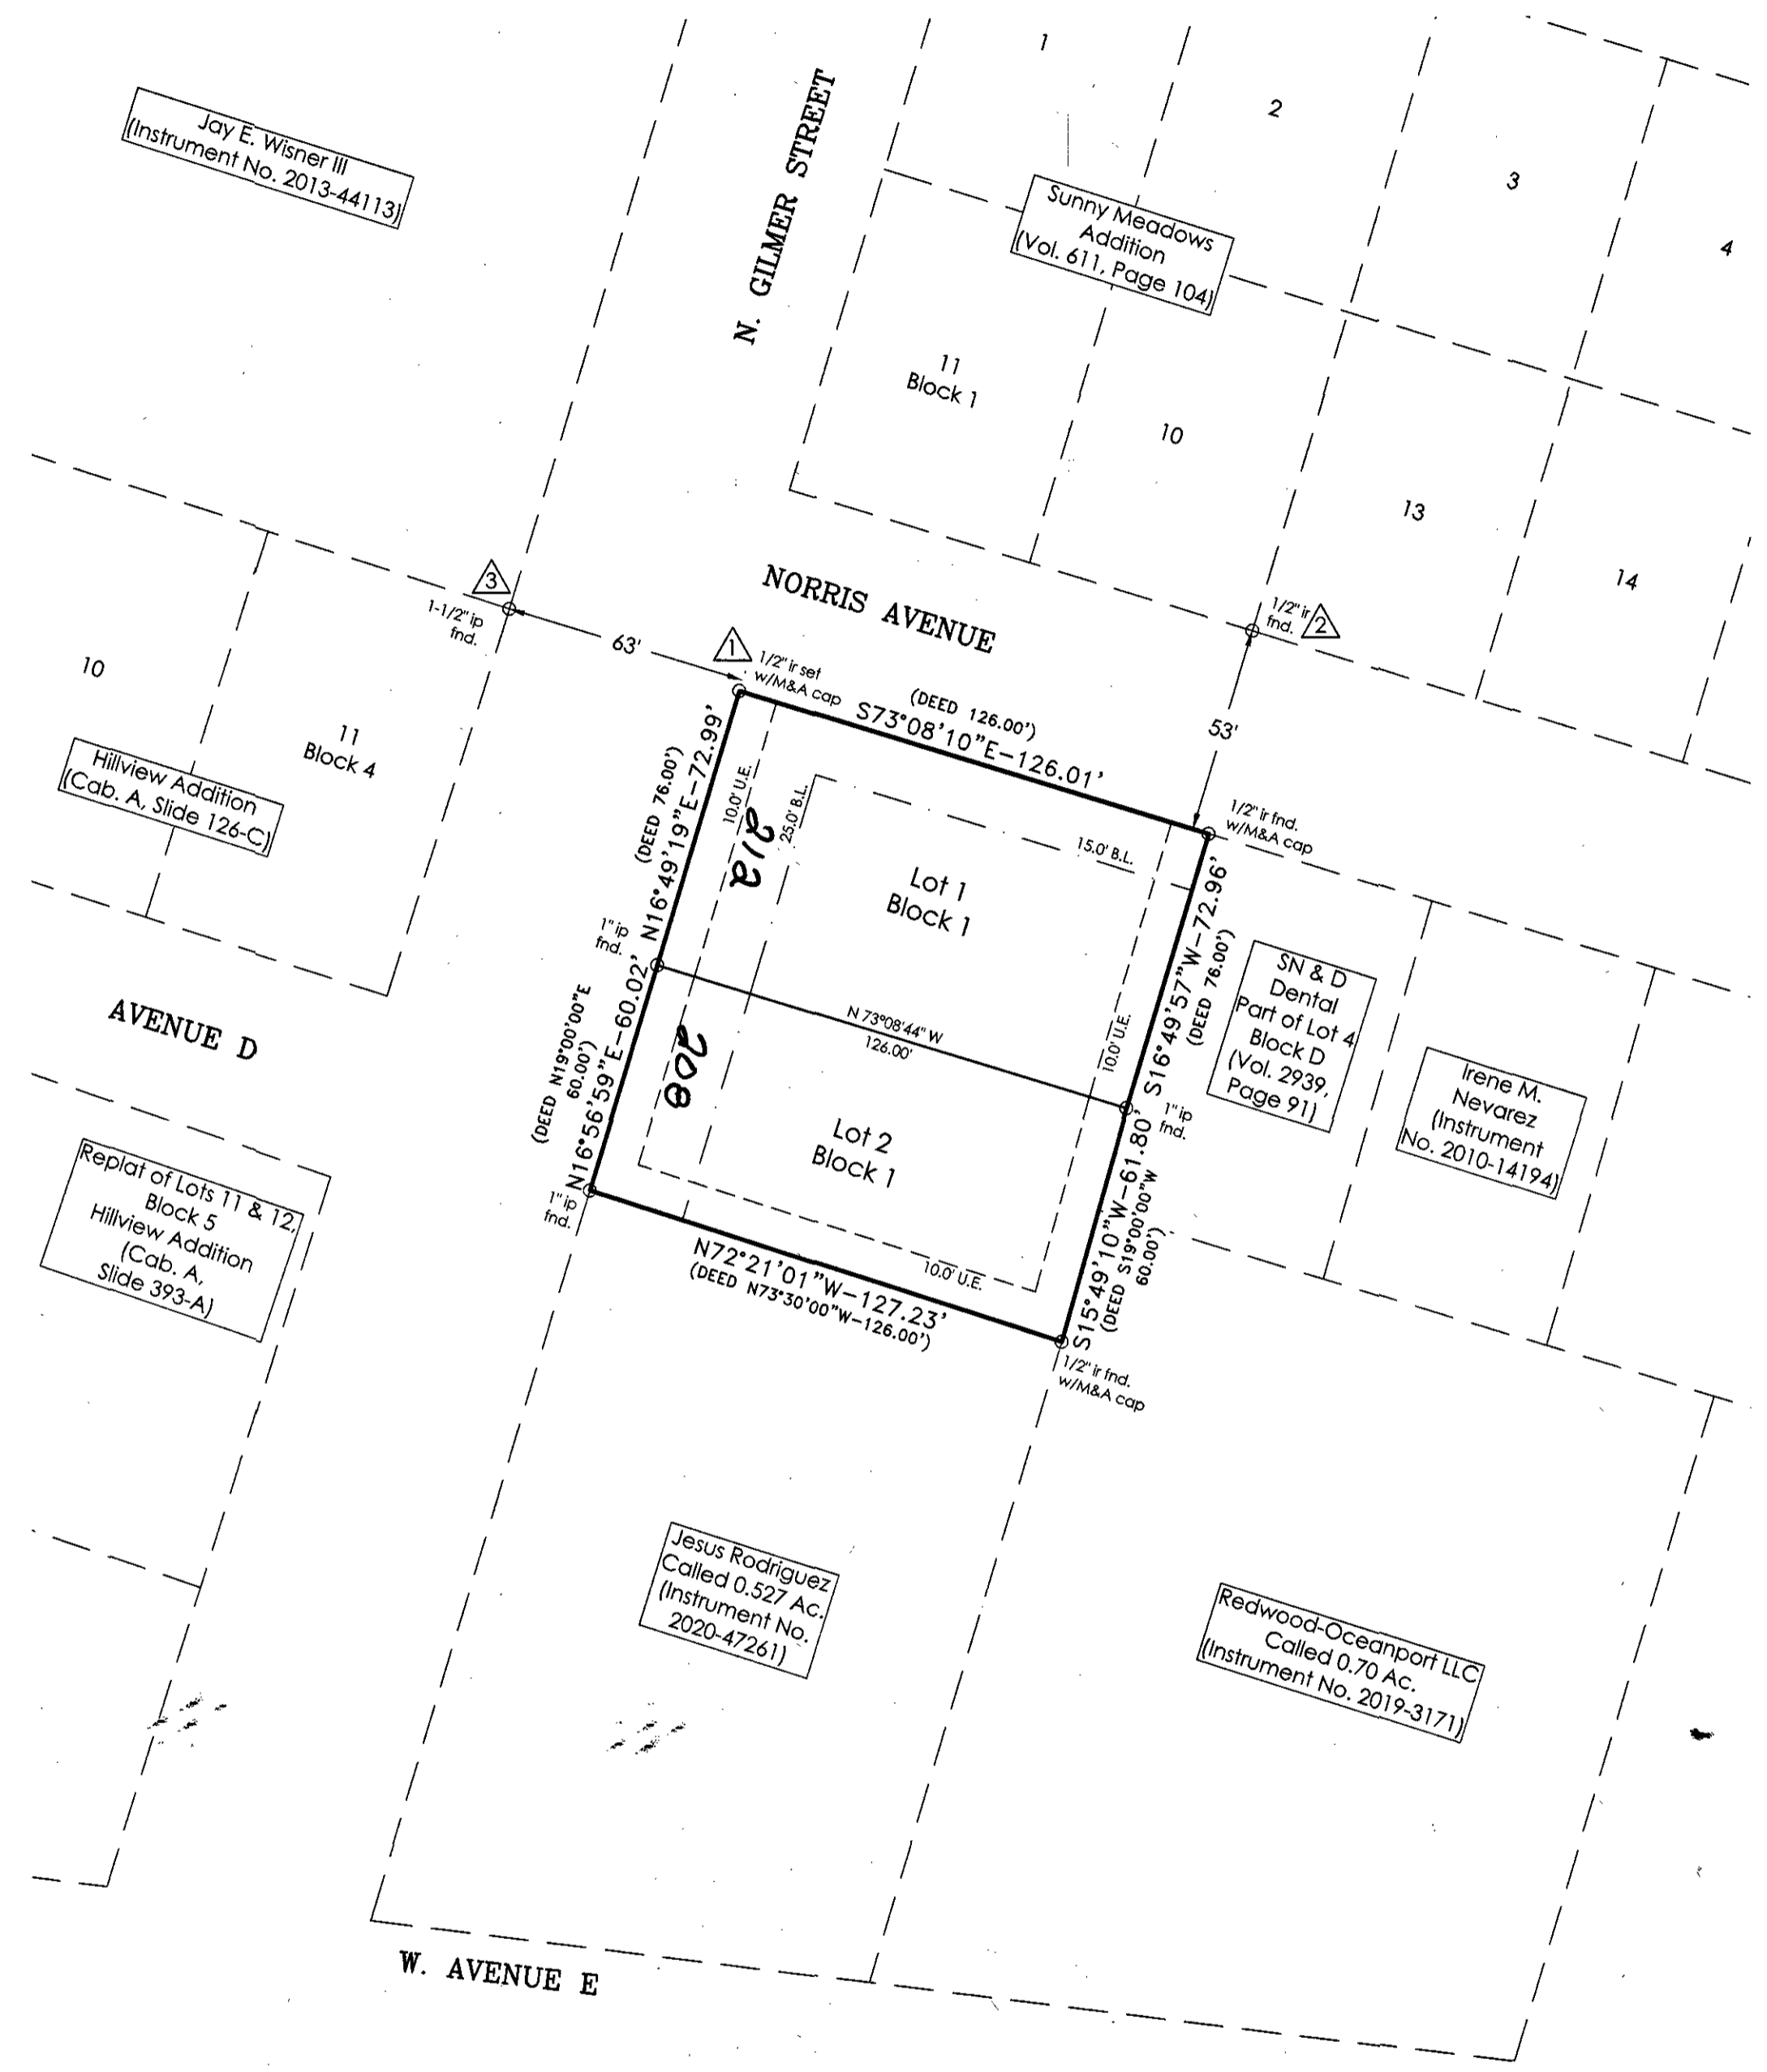 1
2
3
4
Jay E. Wisner III
(Instrument No. 2013-44113)
N. GILMER STREET
Sunny Meadows
Addition
(Vol. 611, Page 104)
11
Block 1
10
13
14
NORRIS AVENUE
3
1-1/2" ip
fnd.
63'
1
1/2" ir set
w/M&A cap
1/2" ir
fnd.
2
53'
10
11
Block 4
Hillview Addition
(Cab. A, Slide 126-C)
(DEED 126.00')
S73°08'10"E-126.01'
(DEED 76.00')
N16°49'19"E-72.99'
10.0' U.E.
212
25.0' B.L.
15.0' B.L.
1/2" ir fnd.
w/M&A cap
Lot 1
Block 1
S16°49'57"W-72.96'
(DEED 76.00')
10.0' U.E.
1" ip
fnd.
N 73°08'44" W
126.00'
SN & D
Dental
Part of Lot 4
Block D
(Vol. 2939,
Page 91)
Irene M.
Nevarez
(Instrument
No. 2010-14194)
AVENUE D
(DEED N19°00'00"E
60.00')
N16°56'59"E-60.02'
208
Lot 2
Block 1
1" ip
fnd.
S15°49'10"W-61.80'
(DEED S19°00'00"W
60.00')
1" ip
fnd.
N72°21'01"W-127.23'
(DEED N73°30'00"W-126.00')
10.0' U.E.
1/2" ir fnd.
w/M&A cap
Replat of Lots 11 & 12,
Block 5
Hillview Addition
(Cab. A,
Slide 393-A)
Jesus Rodriguez
Called 0.527 Ac.
(Instrument No.
2020-47261)
Redwood-Oceanport LLC
Called 0.70 Ac.
(Instrument No. 2019-3171)
W. AVENUE E